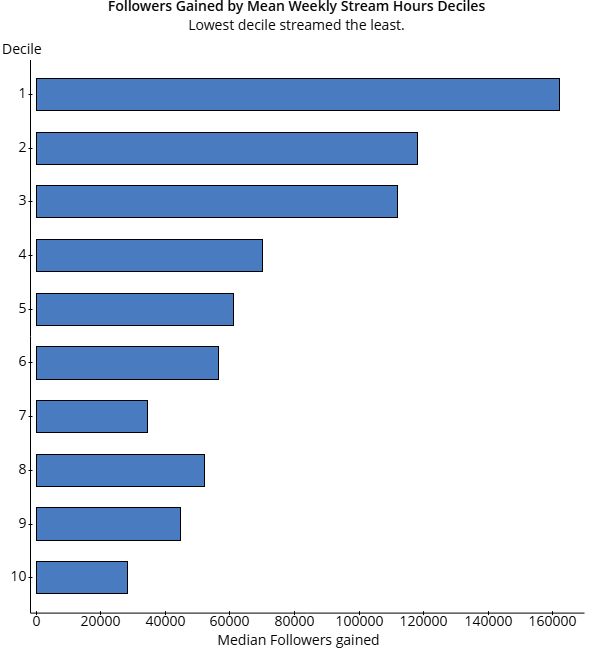 Followers Gained by Mean Weekly Stream Hours Deciles
Lowest decile streamed the least.
Decile
1
2
3
4
5
6
7
8
9
10
0 20000 40000 60000 80000 100000 120000 140000 160000
Median Followers gained